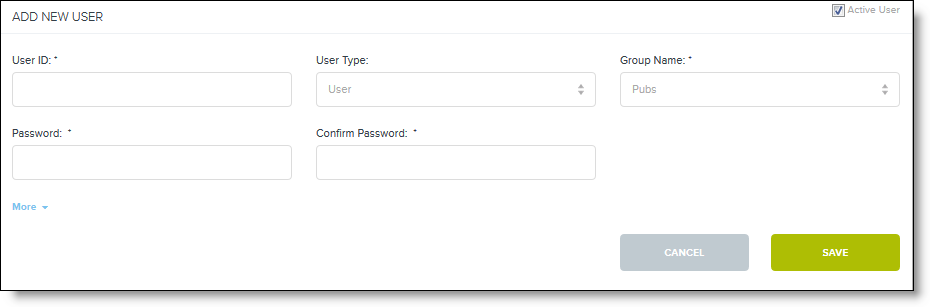 ADD NEW USER
Active User
User ID: *
User Type:
Group Name: *
User
Pubs
Password: *
Confirm Password: *
More
CANCEL
SAVE